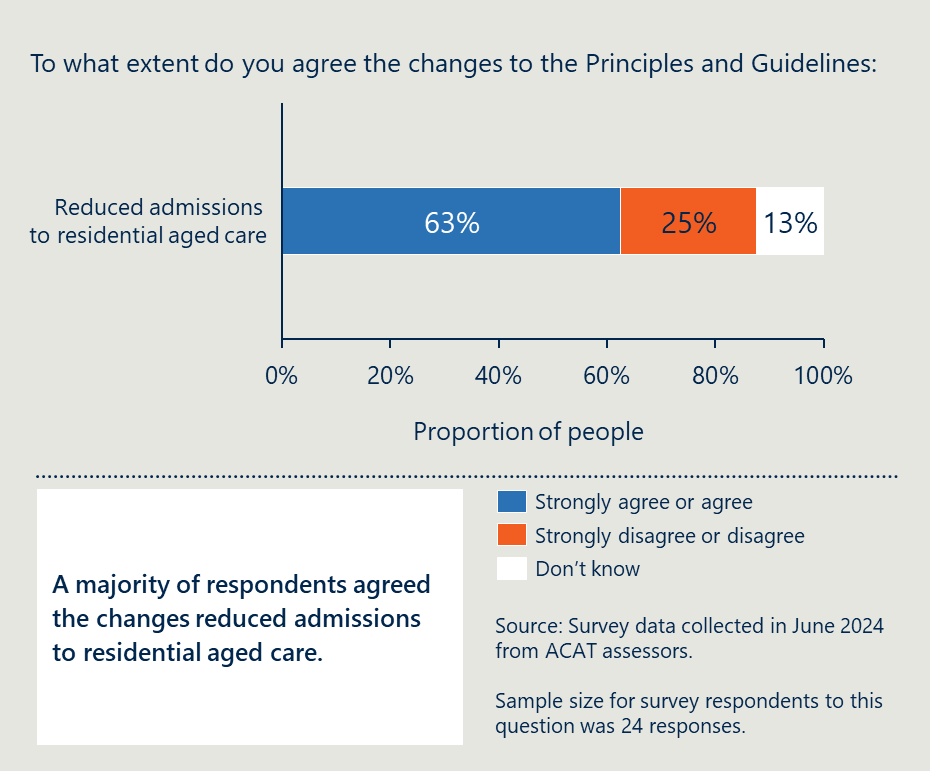 To what extent do you agree the changes to the Principles and Guidelines:
Reduced admissions
to residential aged care
63%
25%
13%
0%
20%
40%
60%
80%
100%
Proportion of people
A majority of respondents agreed
the changes reduced admissions
to residential aged care.
Strongly agree or agree
Strongly disagree or disagree
Don’t know
Source: Survey data collected in June 2024
from ACAT assessors.
Sample size for survey respondents to this
question was 24 responses.